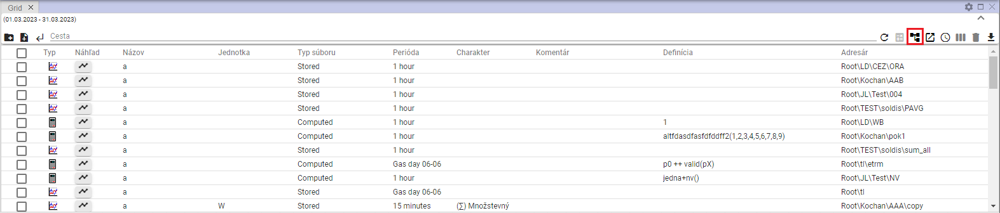 Grid
(01.03.2023 - 31.03.2023)
Cesta
Typ Náhľad Názov Jednotka Typ súboru Perióda Charakter Komentár Definícia Adresár
a Stored 1 hour Root\LD\CEZ\ORA
a Stored 1 hour Root\Kochan\AAB
a Stored 1 hour Root\JL\Test\004
a Stored 1 hour Root\TEST\soldis\PAVG
a Computed 1 hour 1 Root\LD\WB
a Computed 1 hour altfdasdfasfdfddff2(1,2,3,4,5,6,7,8,9) Root\Kochan\pok1
a Stored 1 hour Root\TEST\soldis\sum_all
a Computed Gas day 06-06 p0 ++ valid(pX) Root\tl\etrm
a Computed 1 hour jedna+nv() Root\JL\Test\NV
a Stored Gas day 06-06 Root\tl
a W Stored 15 minutes (∑) Množstevný Root\Kochan\AAA\copy